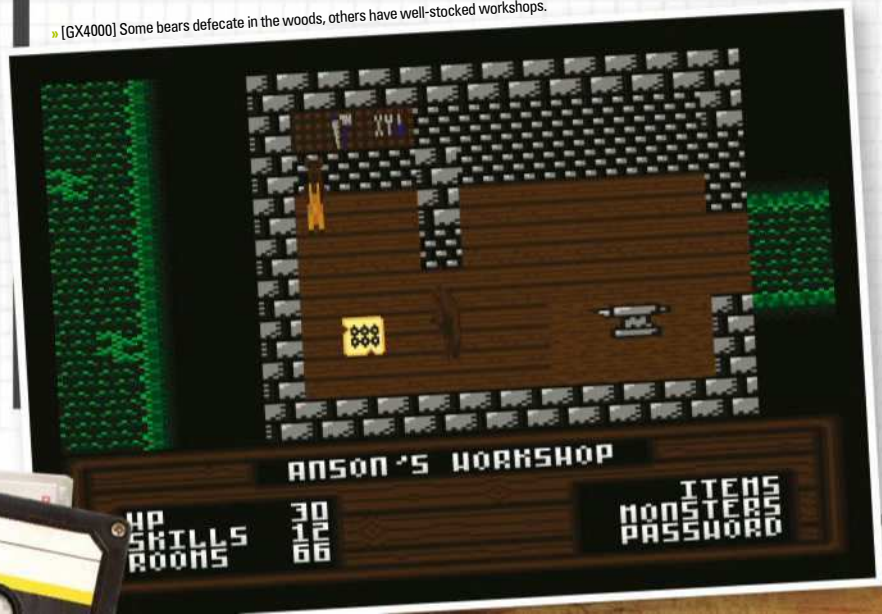 » [GX4000] Some bears defecate in the woods, others have well-stocked workshops.
ANSON'S WORKSHOP
HP 30
SKILLS 12
ROOMS 66
ITEMS
MONSTERS
PASSWORD